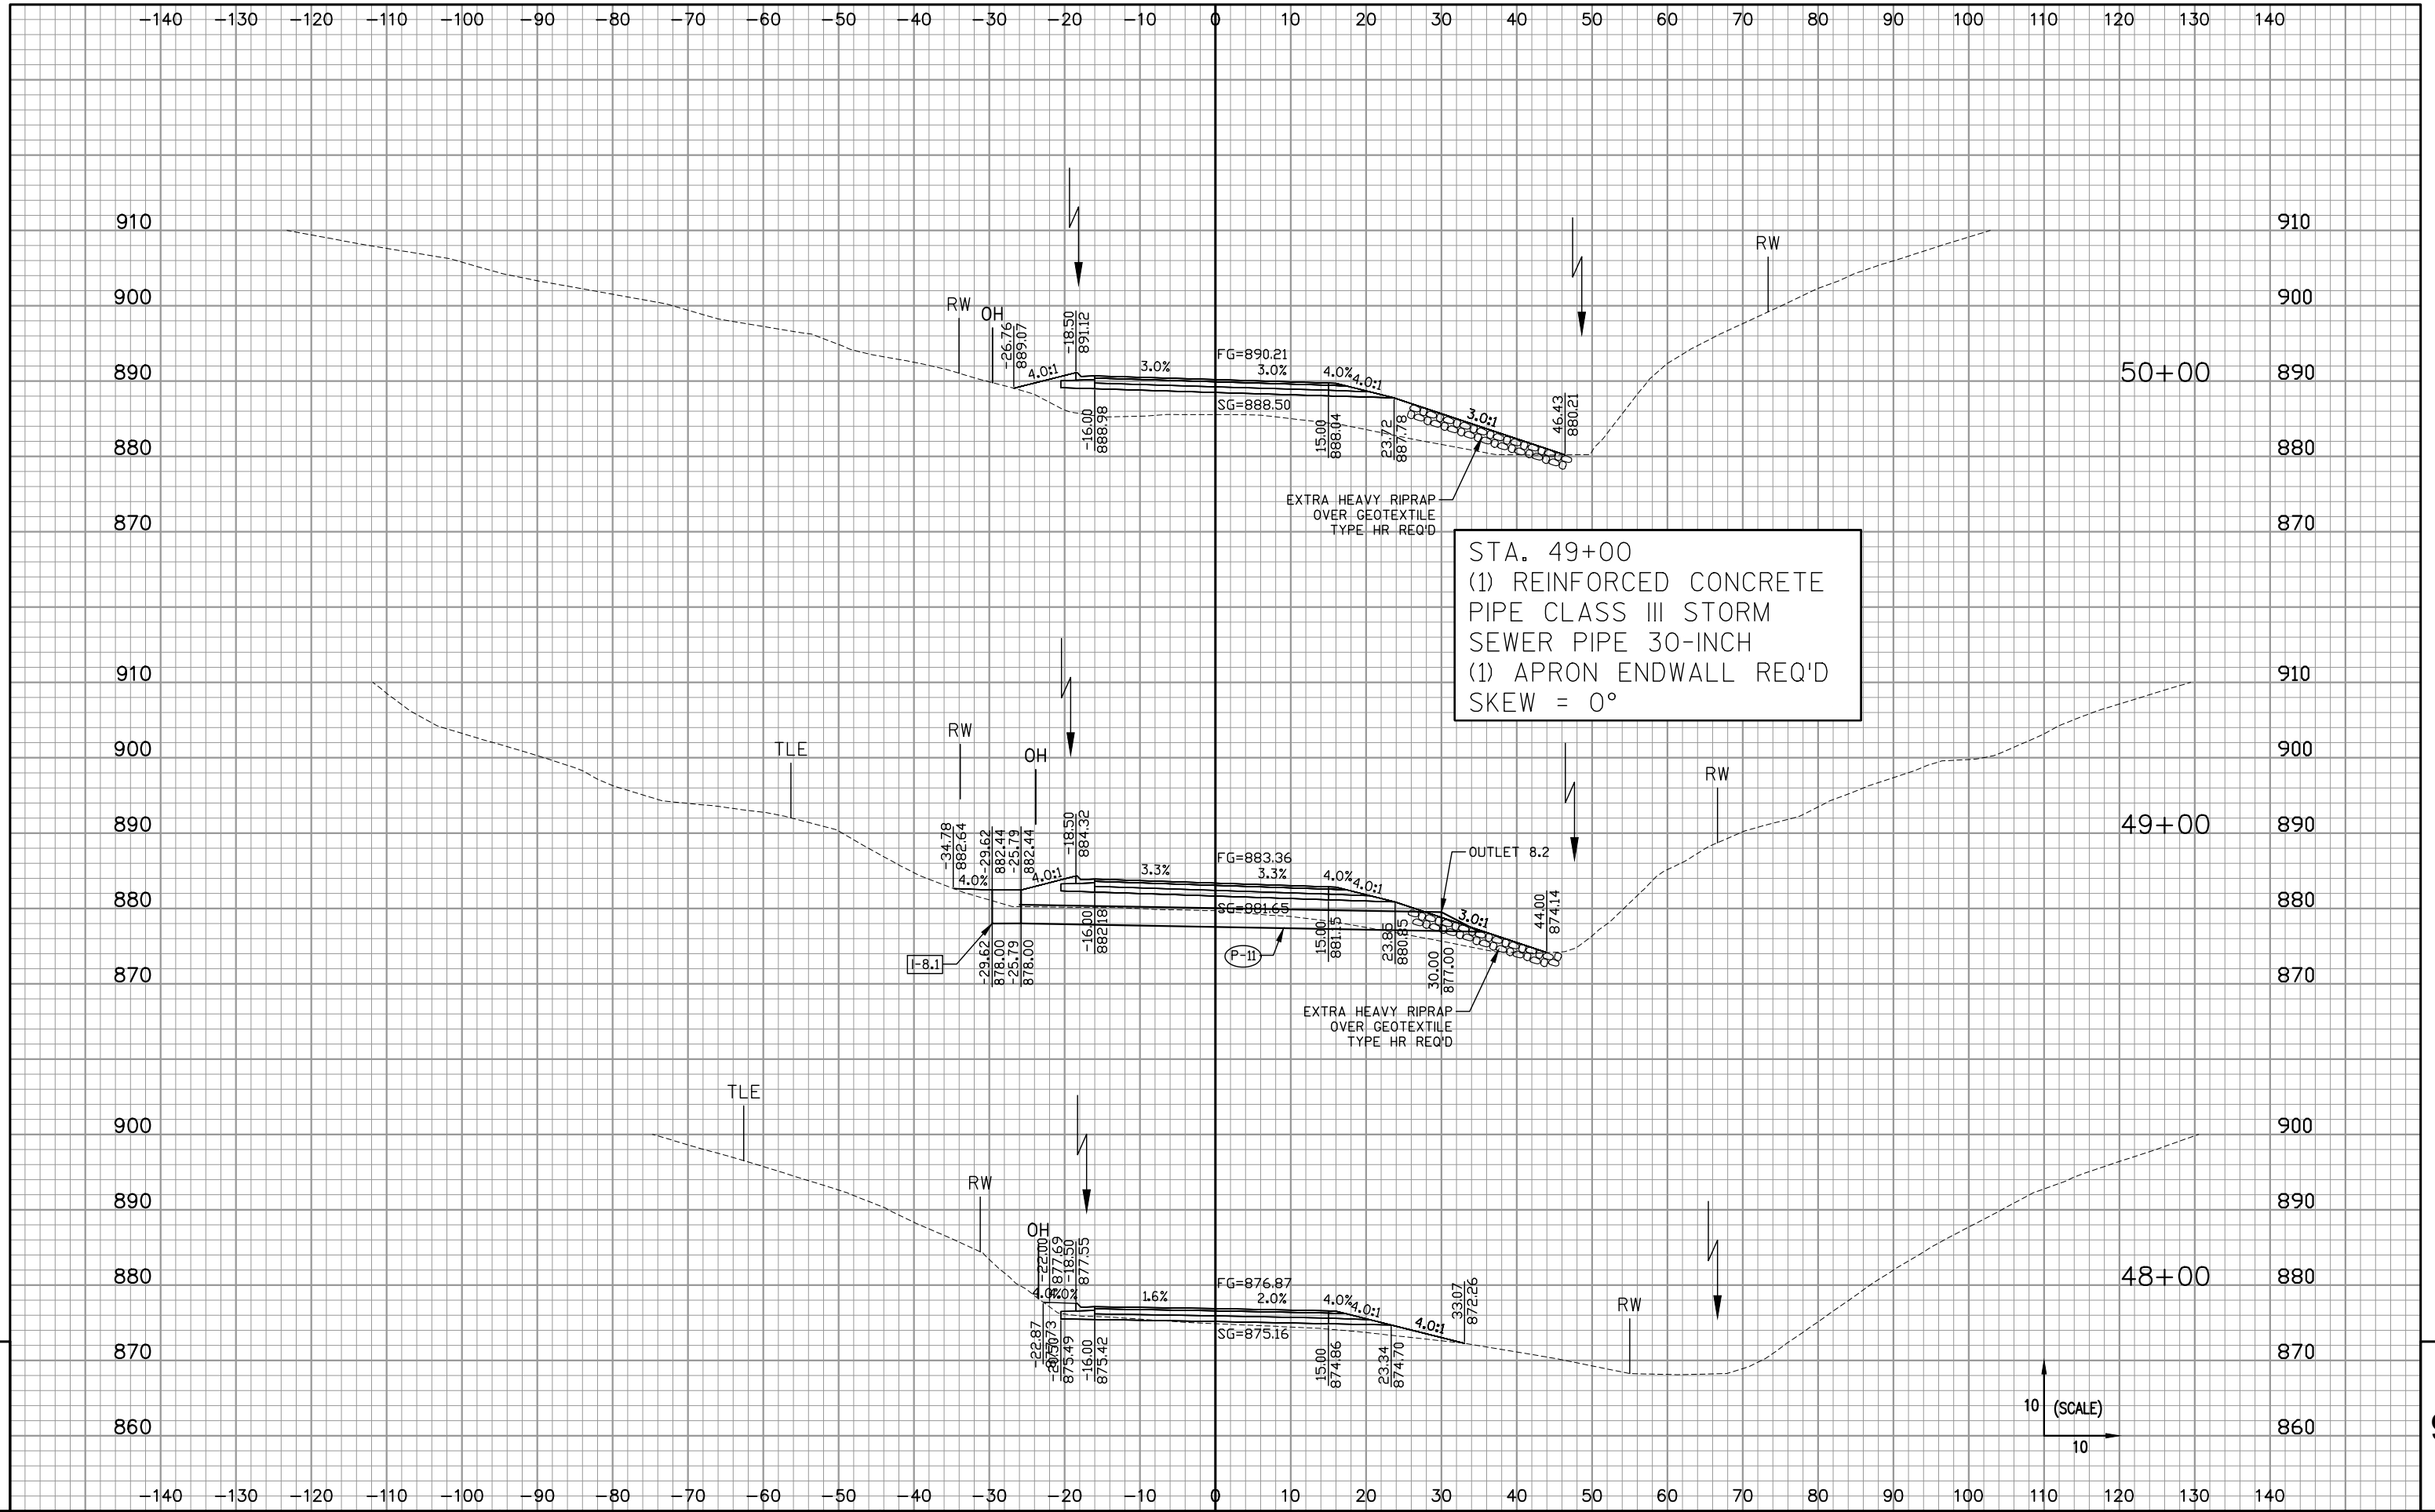 -140 -130 -120 -110 -100 -90 -80 -70 -60 -50 -40 -30 -20 -10 0 10 20 30 40 50 60 70 80 90 100 110 120 130 140
910 910
RW
900 900
RW
OH
-26.76
889.07
-18.50
891.12
4.0:1
3.0%
FG=890.21
3.0%
4.0%
4.0:1
890 50+00 890
SG=888.50
-16.00
888.98
15.00
888.04
23.72
887.78
3.0:1
46.43
880.21
880 880
EXTRA HEAVY RIPRAP
OVER GEOTEXTILE
TYPE HR REQ'D
870 870
STA. 49+00
(1) REINFORCED CONCRETE
PIPE CLASS III STORM
SEWER PIPE 30-INCH
(1) APRON ENDWALL REQ'D
SKEW = 0°
910 910
RW
TLE
OH
900 900
RW
-34.78
882.64
-29.62
882.44
-25.79
882.44
-18.50
884.32
890 49+00 890
OUTLET 8.2
4.0%
4.0:1
3.3%
FG=883.36
3.3%
4.0%
4.0:1
880 880
SG=881.65
-16.00
882.18
15.00
881.15
23.85
880.85
3.0:1
44.00
874.14
-29.62
878.00
-25.79
878.00
30.00
877.00
I-8.1
P-11
870 870
EXTRA HEAVY RIPRAP
OVER GEOTEXTILE
TYPE HR REQ'D
TLE
900 900
RW
890 890
OH
-22.00
877.69
-18.50
877.55
880 48+00 880
4.0%
4.0%
1.6%
FG=876.87
2.0%
4.0%
4.0:1
4.0:1
33.07
872.26
RW
SG=875.16
-22.87
875.49
-16.00
875.42
15.00
874.86
23.34
874.70
870 870
10 (SCALE)
10
860 860
-140 -130 -120 -110 -100 -90 -80 -70 -60 -50 -40 -30 -20 -10 0 10 20 30 40 50 60 70 80 90 100 110 120 130 140